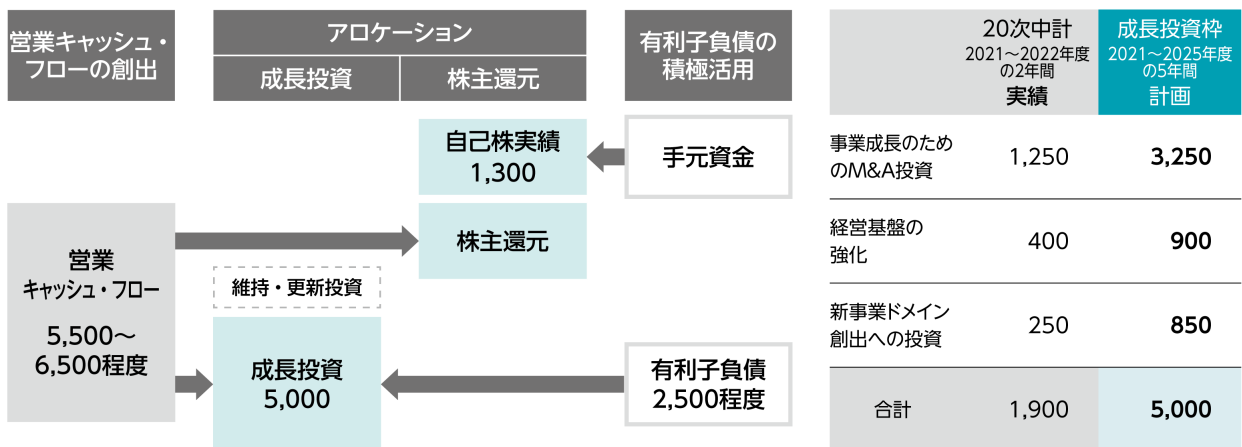 営業キャッシュ・
フローの創出
アロケーション
成長投資
株主還元
有利子負債の
積極活用
自己株実績
1,300
手元資金
株主還元
営業
キャッシュ・フロー
5,500〜
6,500程度
維持・更新投資
成長投資
5,000
有利子負債
2,500程度
20次中計
2021〜2022年度
の2年間
実績
成長投資枠
2021〜2025年度
の5年間
計画
事業成長のため
のM&A投資
1,250
3,250
経営基盤の
強化
400
900
新事業ドメイン
創出への投資
250
850
合計
1,900
5,000